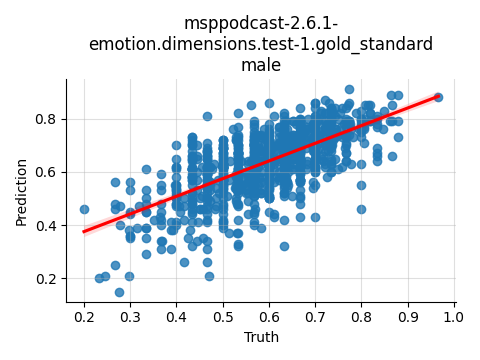 msppodcast-2.6.1-
emotion.dimensions.test-1.gold_standard
male
Prediction
0.8
0.6
0.4
0.2
0.2 0.3 0.4 0.5 0.6 0.7 0.8 0.9 1.0
Truth